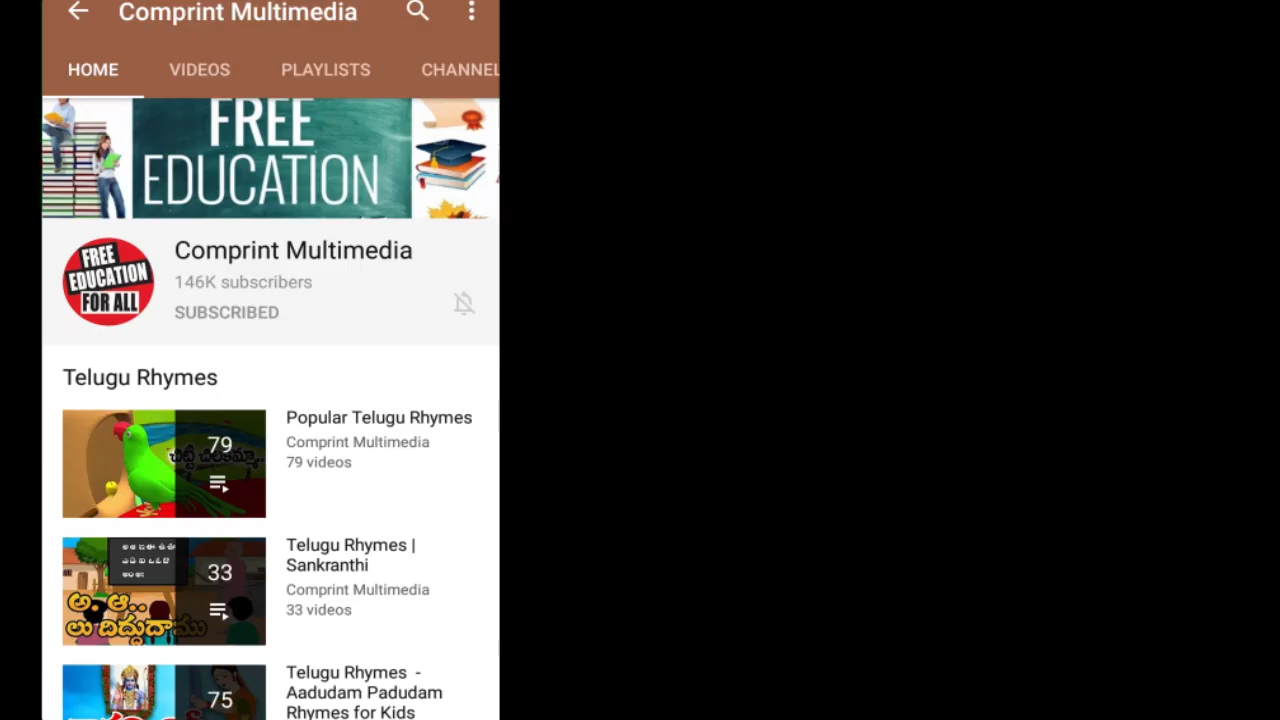 Comprint Multimedia
HOME VIDEOS PLAYLISTS CHANNEL
FREE
EDUCATION
FREE
EDUCATION
FOR ALL
Comprint Multimedia
146K subscribers
SUBSCRIBED
Telugu Rhymes
79
చిట్టి చిలకమ్మా..
Popular Telugu Rhymes
Comprint Multimedia
79 videos
33
అ. ఆ..
లు దిద్దుదాము
Telugu Rhymes |
Sankranthi
Comprint Multimedia
33 videos
75
Telugu Rhymes -
Aadudam Padudam
Rhymes for Kids